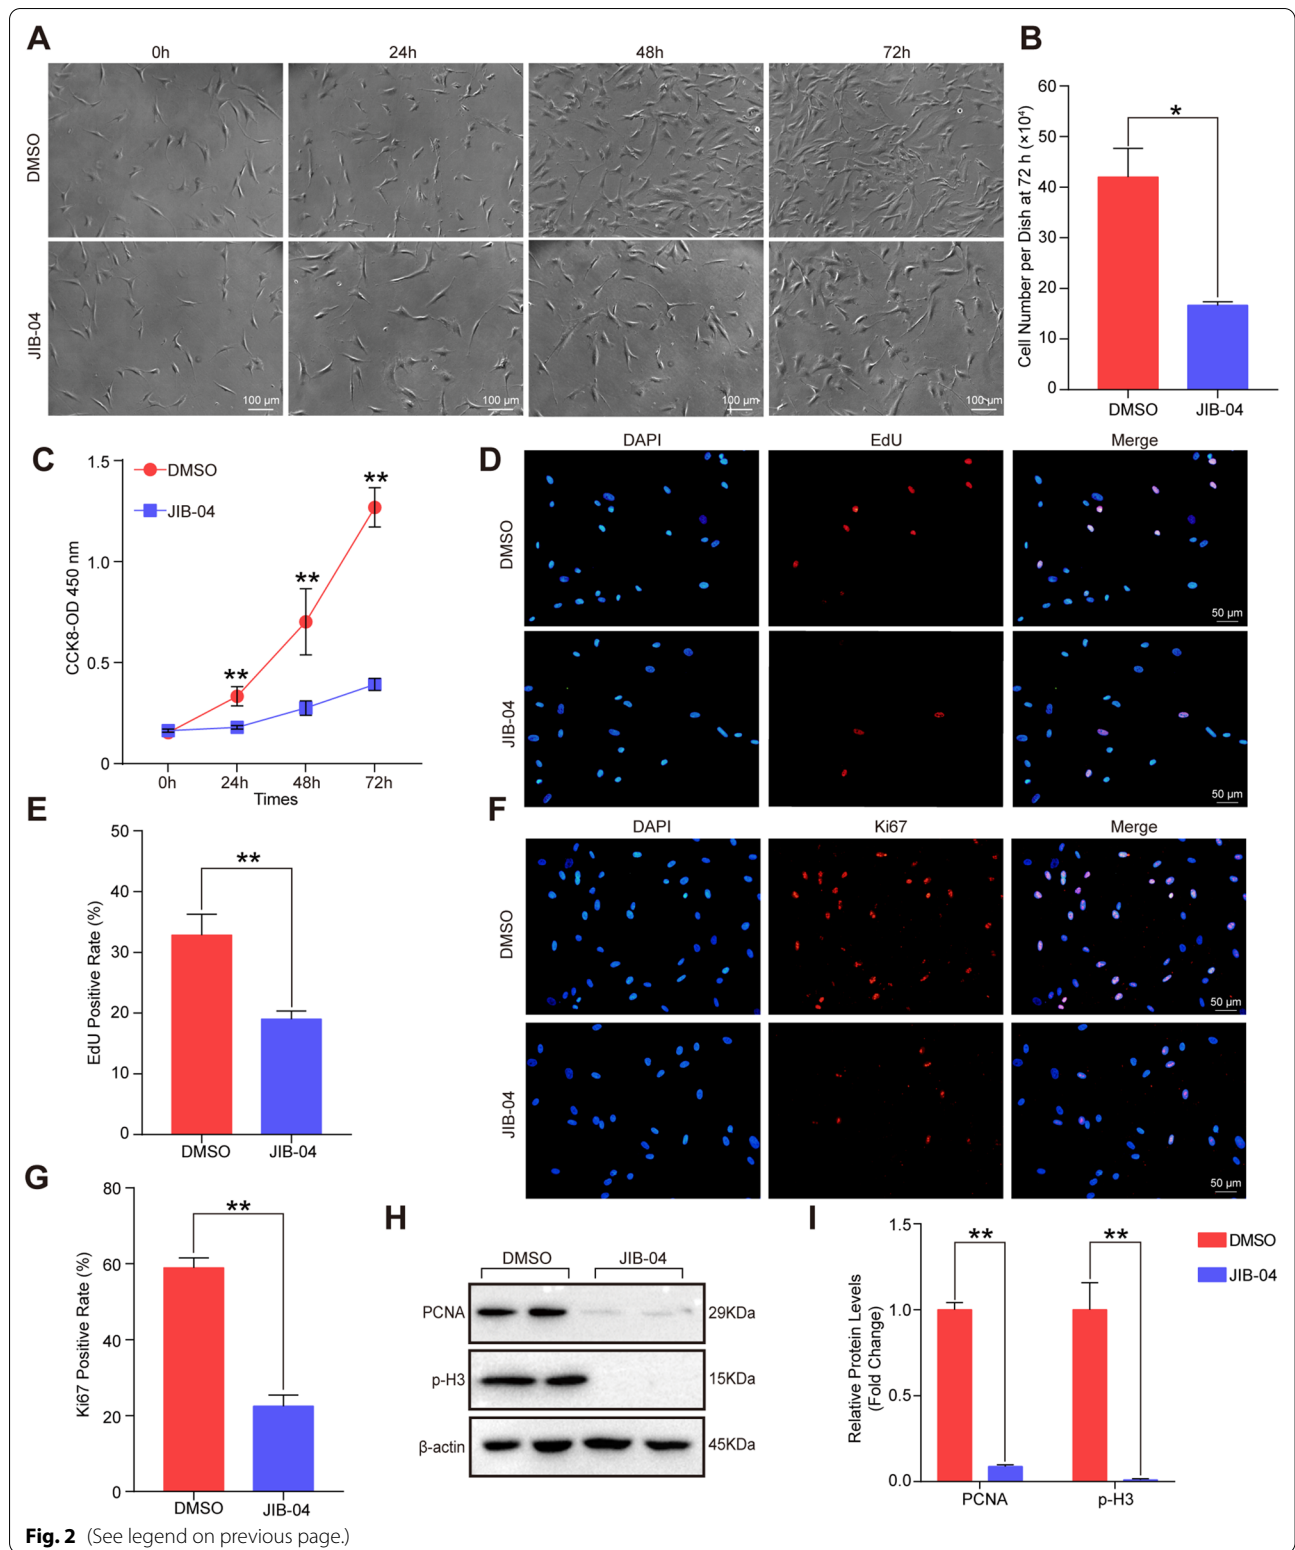 A
0h 24h 48h 72h
DMSO
JIB-04
100 µm 100 µm 100 µm 100 µm
B
Cell Number per Dish at 72 h (×10⁴)
60
50
40
30
20
10
0
*
DMSO JIB-04
C
CCK8-OD 450 nm
1.5
1.0
0.5
0
DMSO
JIB-04
**
**
**
0h 24h 48h 72h
Times
D
DAPI EdU Merge
DMSO
50 µm
JIB-04
50 µm
E
EdU Positive Rate (%)
50
40
30
20
10
0
**
DMSO JIB-04
F
DAPI Ki67 Merge
DMSO
50 µm
JIB-04
50 µm
G
Ki67 Positive Rate (%)
80
60
40
20
0
**
DMSO JIB-04
H
DMSO JIB-04
PCNA 29KDa
p-H3 15KDa
β-actin 45KDa
I
Relative Protein Levels
(Fold Change)
1.5
1.0
0.5
0.0
** **
PCNA p-H3
DMSO
JIB-04
Fig. 2 (See legend on previous page.)